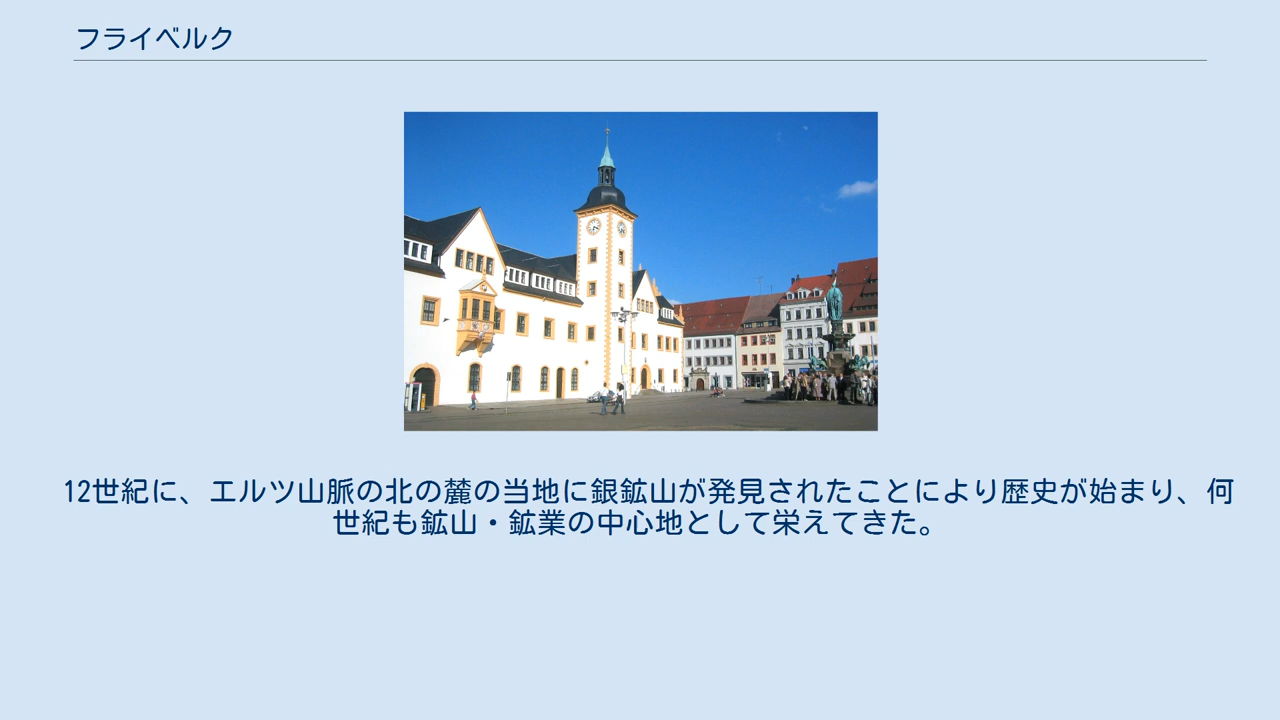 フライベルク
12世紀に、エルツ山脈の北の麓の当地に銀鉱山が発見されたことにより歴史が始まり、何
世紀も鉱山・鉱業の中心地として栄えてきた。